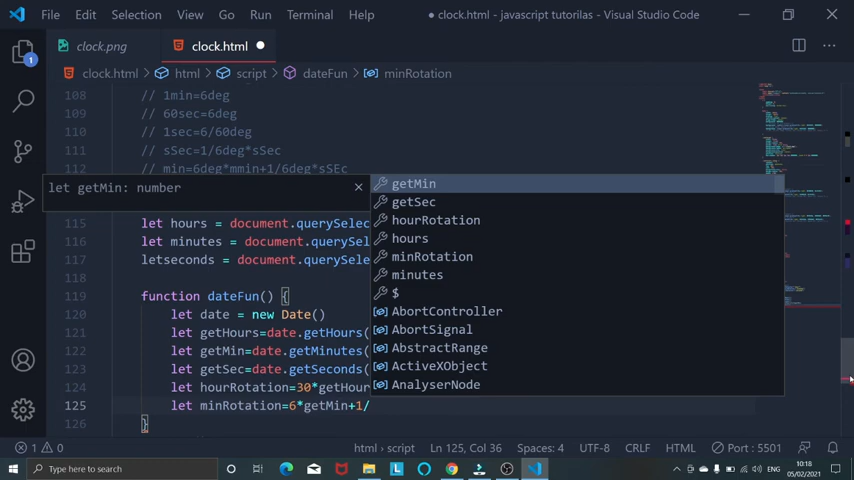 File Edit Selection View Go Run Terminal Help
● clock.html - javascript tutorilas - Visual Studio Code
clock.png clock.html ●
clock.html > html > script > dateFun > minRotation
108 // 1min=6deg
109 // 60sec=6deg
110 // 1sec=6/60deg
111 // sSec=1/6deg*sSec
112 // min=6deg*mmin+1/6deg*sSEc
let getMin: number
getMin
getSec
115 let hours = document.querySelec
hourRotation
116 let minutes = document.querySel
hours
117 letseconds = document.querySele
minRotation
118
minutes
119 function dateFun() {
$
120 let date = new Date()
AbortController
121 let getHours=date.getHours(
AbortSignal
122 let getMin=date.getMinutes(
AbstractRange
123 let getSec=date.getSeconds(
ActiveXObject
124 let hourRotation=30*getHour
AnalyserNode
125 let minRotation=6*getMin+1/
126 }
1 0 html > script Ln 125, Col 36 Spaces: 4 UTF-8 CRLF HTML Port : 5501
Type here to search ENG 10:18 05/02/2021